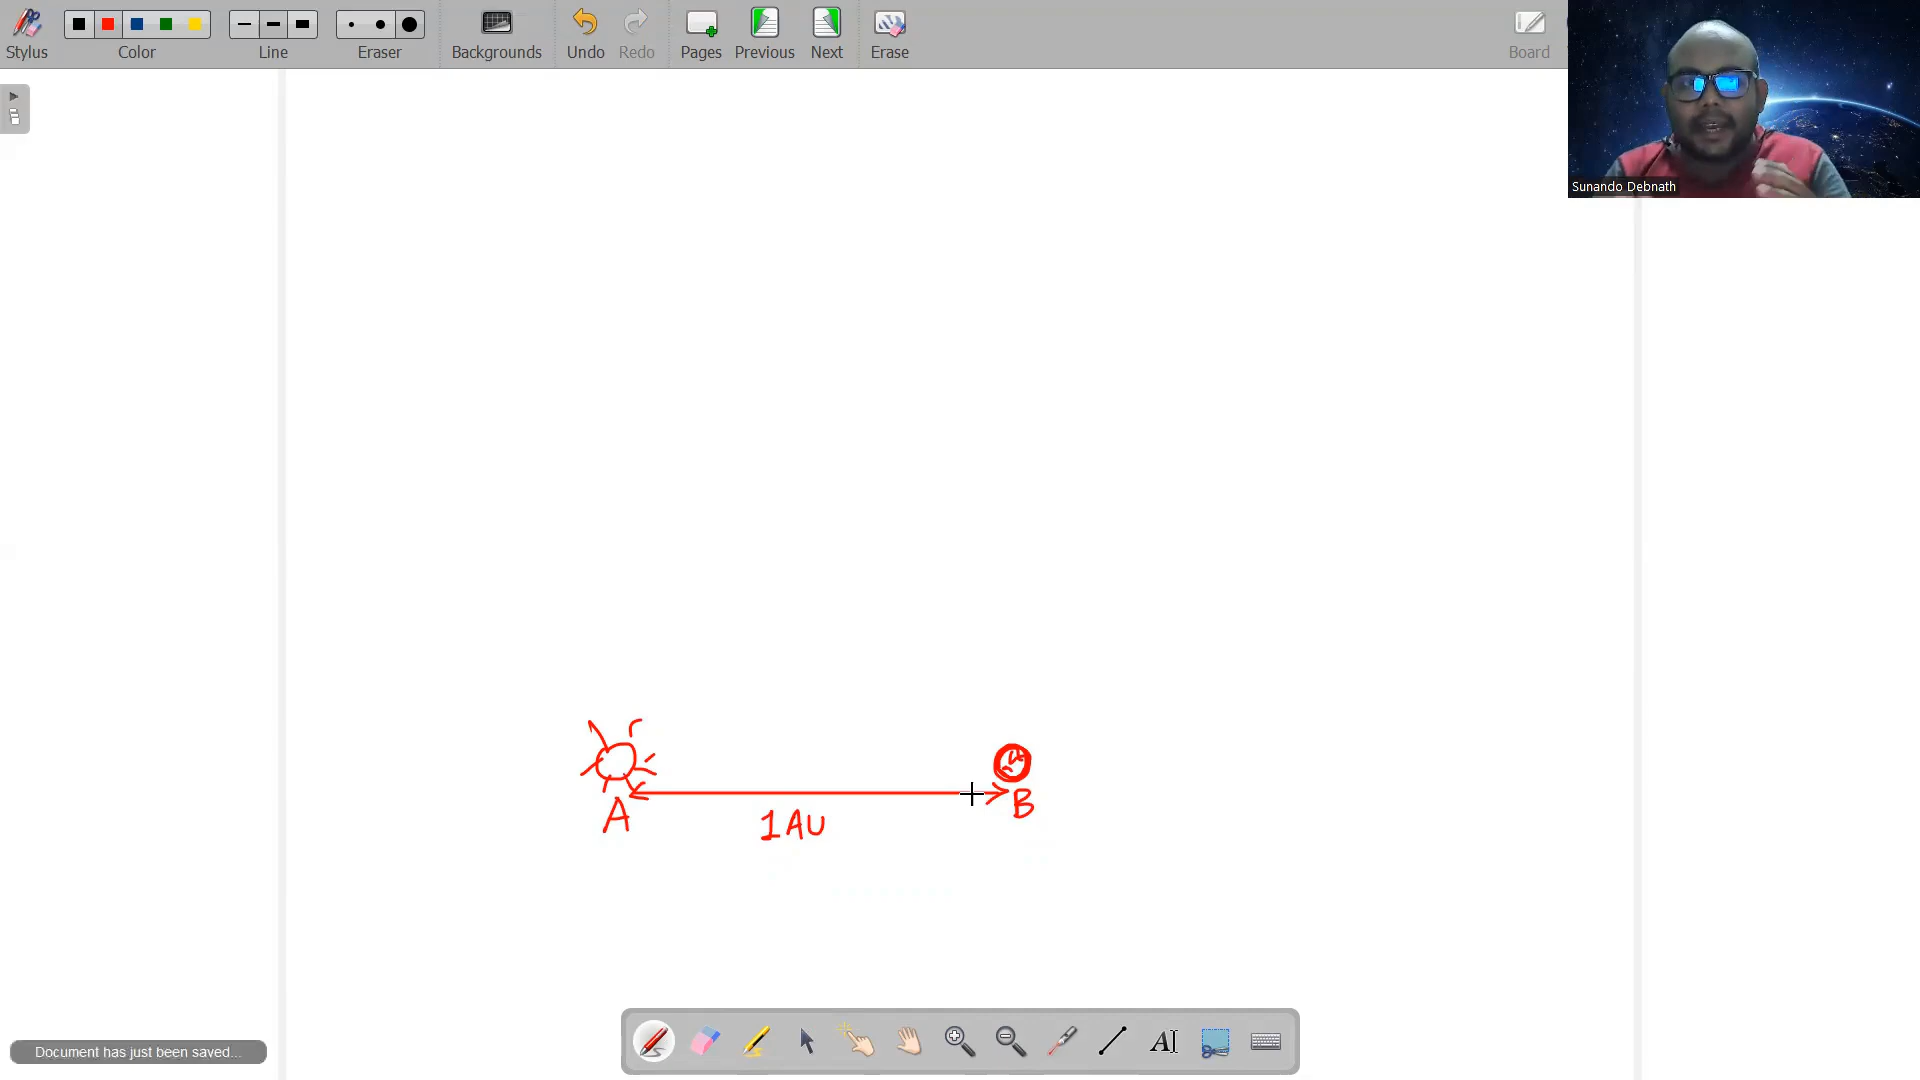 Stylus
Color
Line
Eraser
Backgrounds
Undo
Redo
Pages
Previous
Next
Erase
Board
Sunando Debnath
A
B
1AU
Document has just been saved...
AI